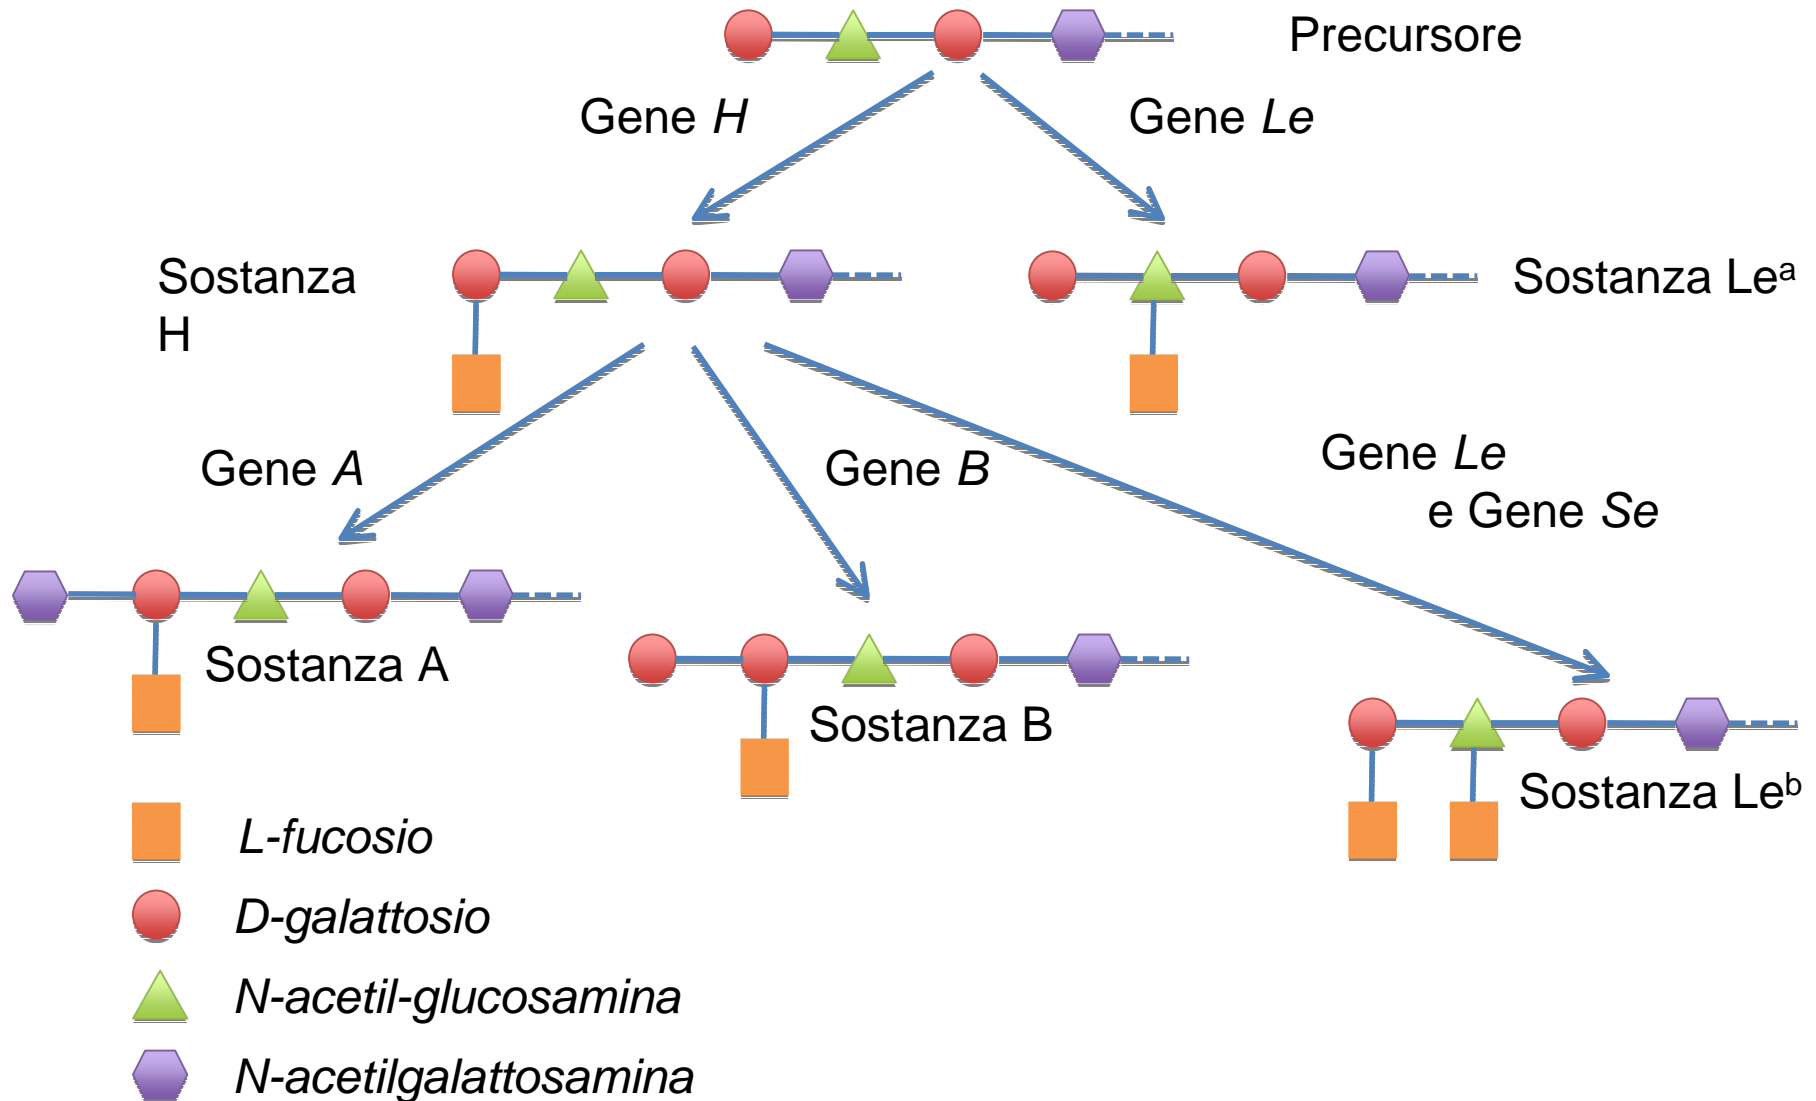 Precursore
Gene H
Gene Le
Sostanza
H
Sostanza Leᵃ
Gene A
Gene B
Gene Le
e Gene Se
Sostanza A
Sostanza B
Sostanza Leᵇ
L-fucosio
D-galattosio
N-acetil-glucosamina
N-acetilgalattosamina